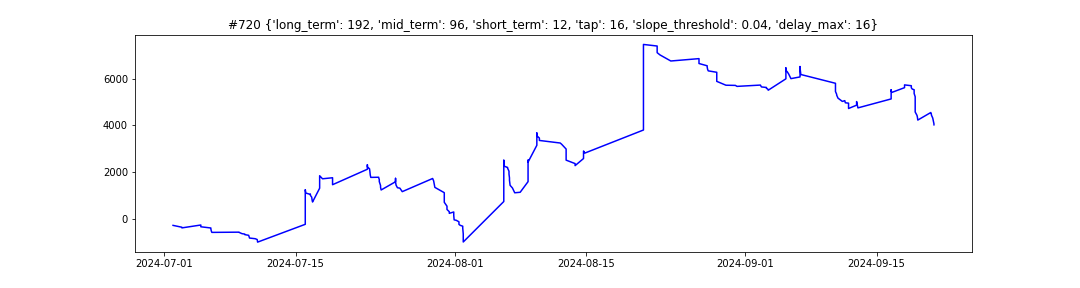 #720 {'long_term': 192, 'mid_term': 96, 'short_term': 12, 'tap': 16, 'slope_threshold': 0.04, 'delay_max': 16}
6000
4000
2000
0
2024-07-01 2024-07-15 2024-08-01 2024-08-15 2024-09-01 2024-09-15